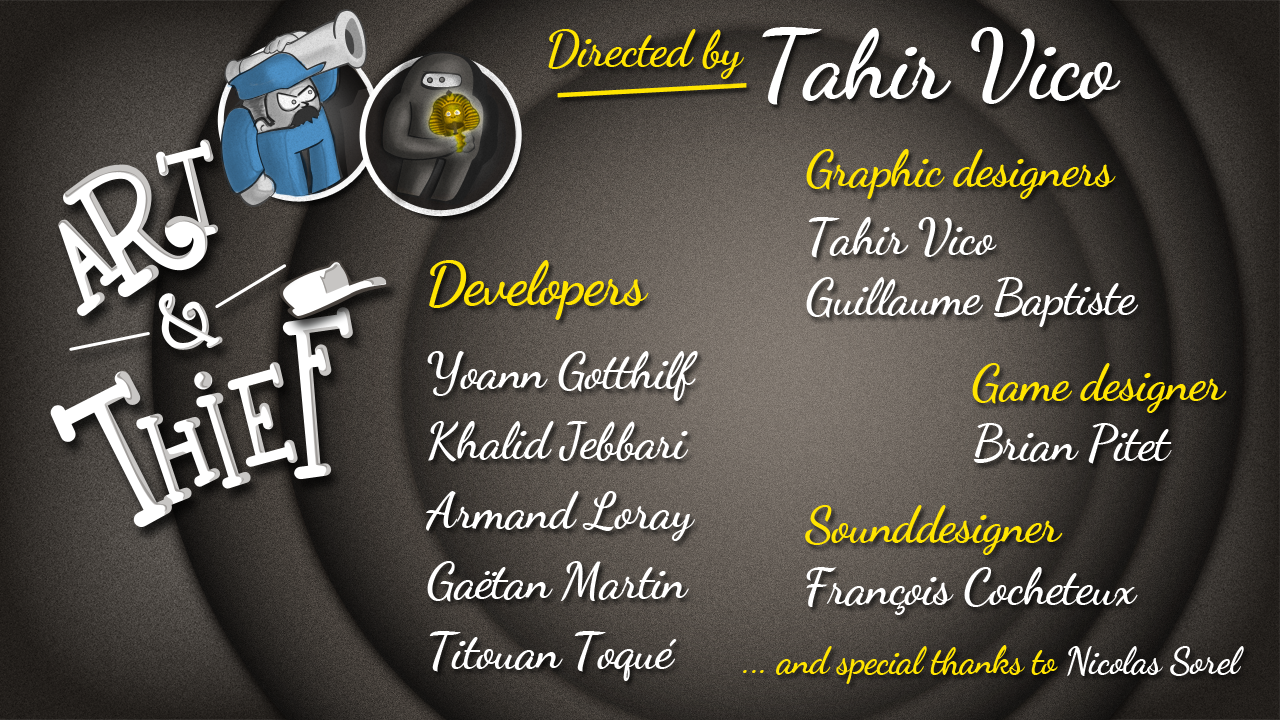 ART
&
THIEF
Directed by Tahir Vico
Developers
Yoann Gotthilf
Khalid Jebbari
Armand Loray
Gaëtan Martin
Titouan Toqué
Graphic designers
Tahir Vico
Guillaume Baptiste
Game designer
Brian Pitet
Sounddesigner
François Cocheteux
... and special thanks to Nicolas Sorel